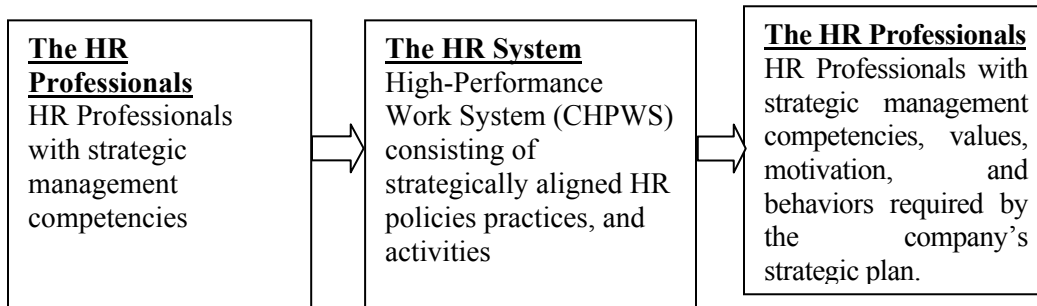 The HR
Professionals
HR Professionals
with strategic
management
competencies
The HR System
High-Performance
Work System (CHPWS)
consisting of
strategically aligned HR
policies practices, and
activities
The HR Professionals
HR Professionals with
strategic management
competencies, values,
motivation, and
behaviors required by
the company's
strategic plan.